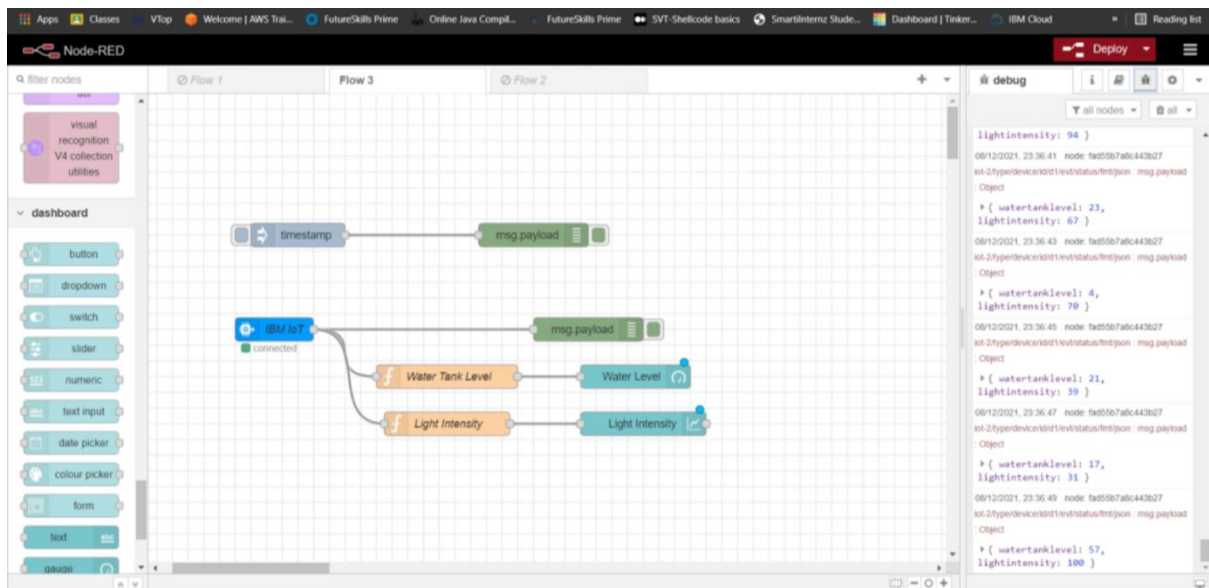 Apps Classes VTop Welcome | AWS Trai... FutureSkills Prime Online Java Compil... FutureSkills Prime SVT-Shellcode basics SmartiInternz Stude... Dashboard | Tinker... IBM Cloud » Reading list
Node-RED Deploy
filter nodes Flow 1 Flow 3 Flow 2 debug i
all nodes all
visual
recognition
V4 collection
utilities
dashboard
button
dropdown
switch
slider
numeric
text input
date picker
colour picker
form
text
gauge
timestamp msg.payload
IBM IoT msg.payload
connected
Water Tank Level Water Level
Light Intensity Light Intensity
lightintensity: 94 }
08/12/2021, 23:36:41 node: fad55b7a8c443b27
iot-2/type/device/id/d1/evt/status/fmt/json : msg.payload
: Object
{ watertanklevel: 23,
lightintensity: 67 }
08/12/2021, 23:36:43 node: fad55b7a8c443b27
iot-2/type/device/id/d1/evt/status/fmt/json : msg.payload
: Object
{ watertanklevel: 4,
lightintensity: 70 }
08/12/2021, 23:36:45 node: fad55b7a8c443b27
iot-2/type/device/id/d1/evt/status/fmt/json : msg.payload
: Object
{ watertanklevel: 21,
lightintensity: 39 }
08/12/2021, 23:36:47 node: fad55b7a8c443b27
iot-2/type/device/id/d1/evt/status/fmt/json : msg.payload
: Object
{ watertanklevel: 17,
lightintensity: 31 }
08/12/2021, 23:36:49 node: fad55b7a8c443b27
iot-2/type/device/id/d1/evt/status/fmt/json : msg.payload
: Object
{ watertanklevel: 57,
lightintensity: 100 }